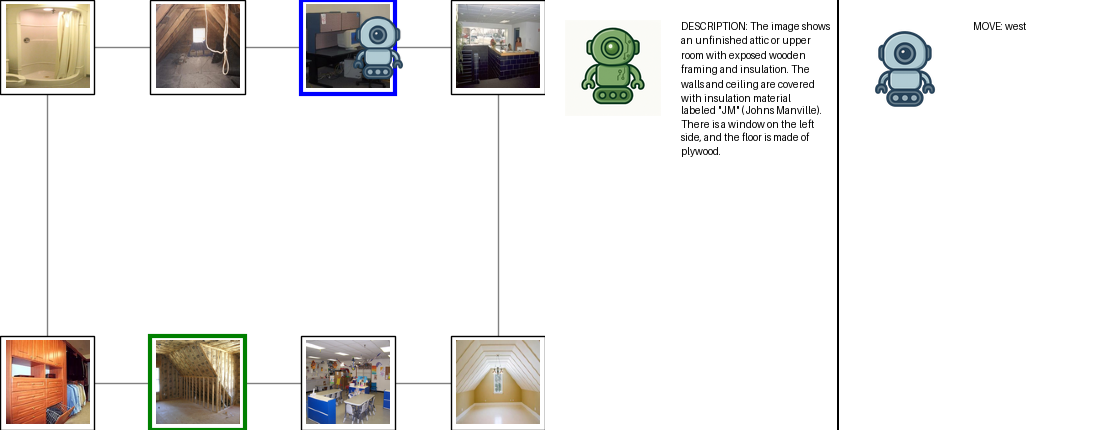 DESCRIPTION: The image shows
an unfinished attic or upper
room with exposed wooden
framing and insulation. The
walls and ceiling are covered
with insulation material
labeled "JM" (Johns Manville).
There is a window on the left
side, and the floor is made of
plywood.
MOVE: west